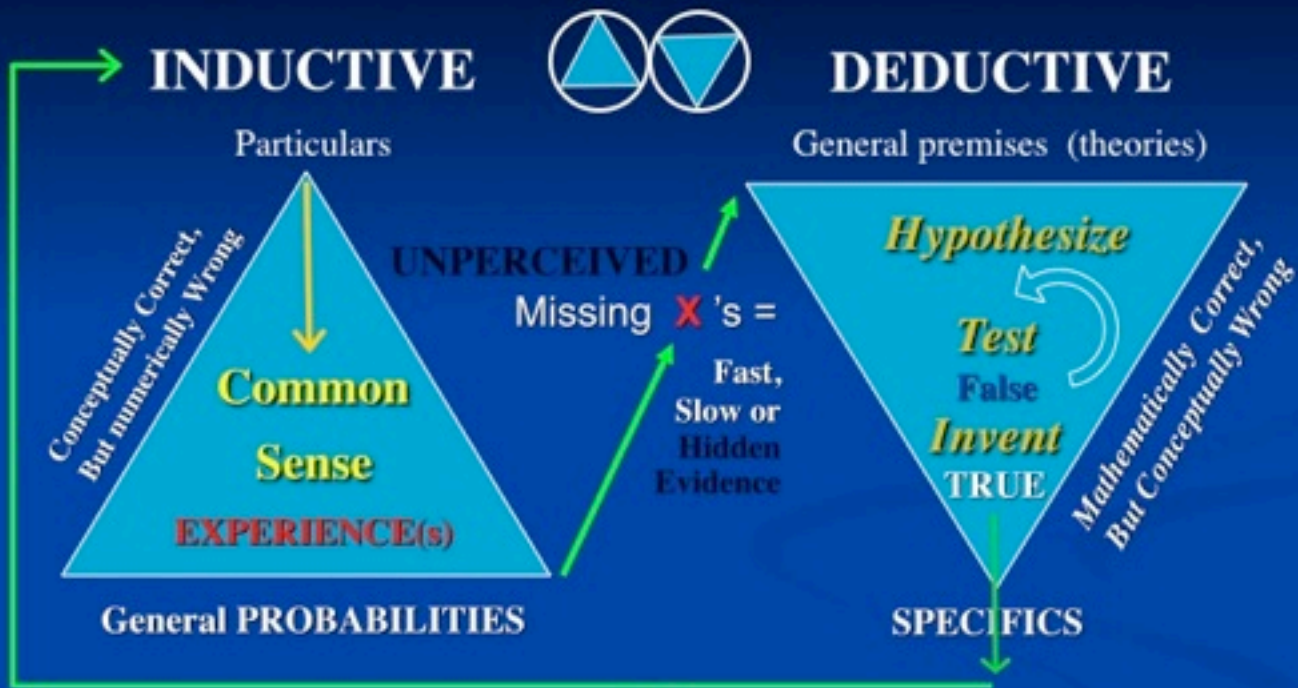 INDUCTIVE
Particulars
Conceptually Correct,
But numerically Wrong
Common
Sense
EXPERIENCE(s)
General PROBABILITIES
UNPERCEIVED
Missing X 's =
Fast,
Slow or
Hidden
Evidence
DEDUCTIVE
General premises (theories)
Hypothesize
Test
False
Invent
TRUE
Mathematically Correct,
But Conceptually Wrong
SPECIFICS